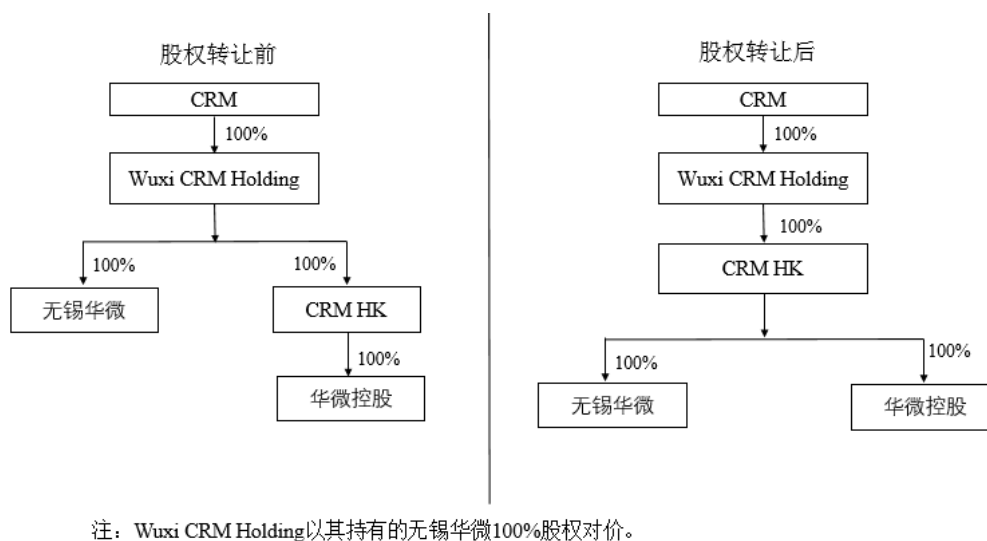 股权转让前
CRM
100%
Wuxi CRM Holding
100%
100%
无锡华微
CRM HK
100%
华微控股
股权转让后
CRM
100%
Wuxi CRM Holding
100%
CRM HK
100%
100%
无锡华微
华微控股
注：Wuxi CRM Holding以其持有的无锡华微100%股权对价。